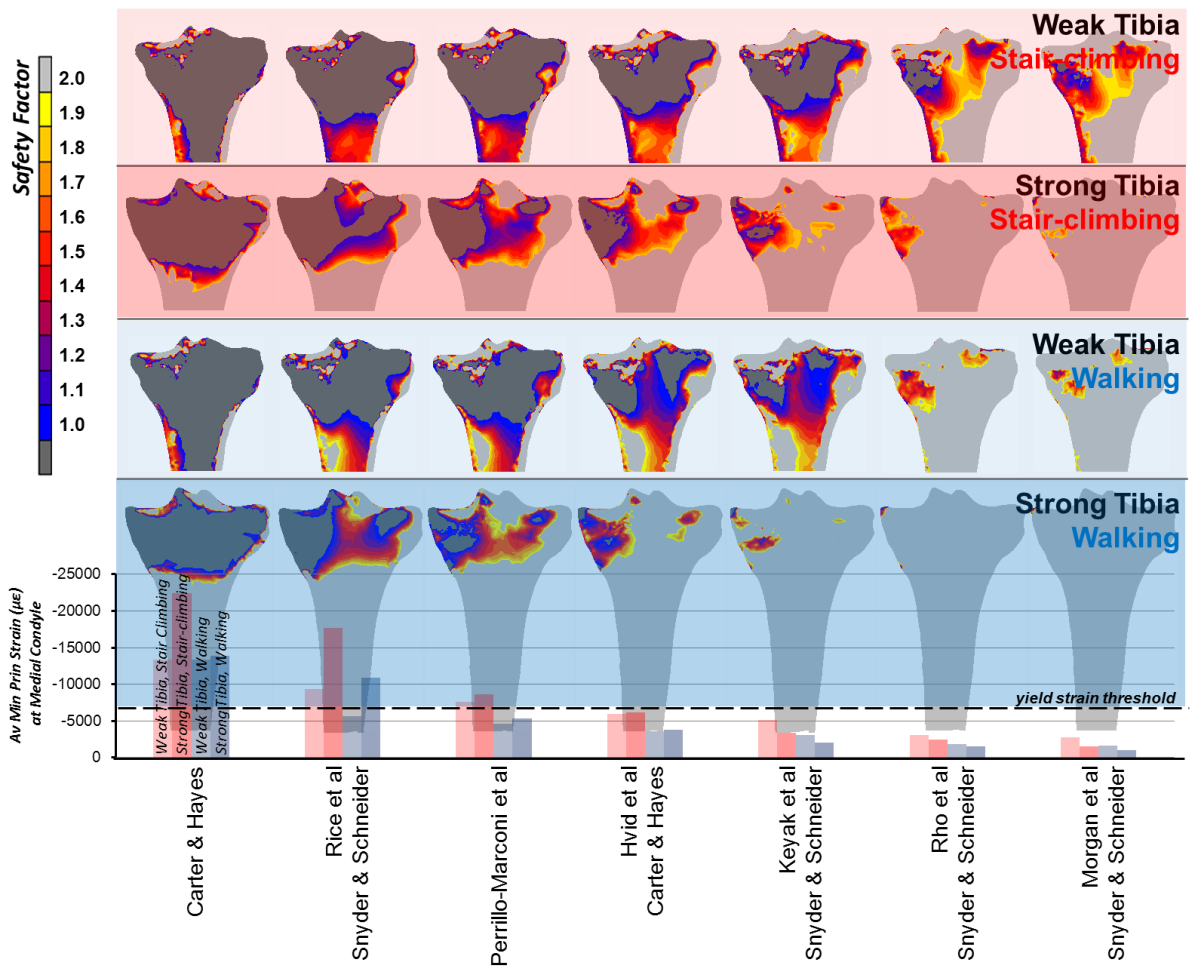 Safety Factor
2.0
1.9
1.8
1.7
1.6
1.5
1.4
1.3
1.2
1.1
1.0
Weak Tibia
Stair-climbing
Strong Tibia
Stair-climbing
Weak Tibia
Walking
Strong Tibia
Walking
Av Min Prin Strain (µε)
at Medial Condyle
-25000
-20000
-15000
-10000
-5000
0
Weak Tibia, Stair Climbing
Strong Tibia, Stair-climbing
Weak Tibia, Walking
Strong Tibia, Walking
yield strain threshold
Carter & Hayes
Rice et al
Snyder & Schneider
Perrillo-Marconi et al
Hvid et al
Carter & Hayes
Keyak et al
Snyder & Schneider
Rho et al
Snyder & Schneider
Morgan et al
Snyder & Schneider